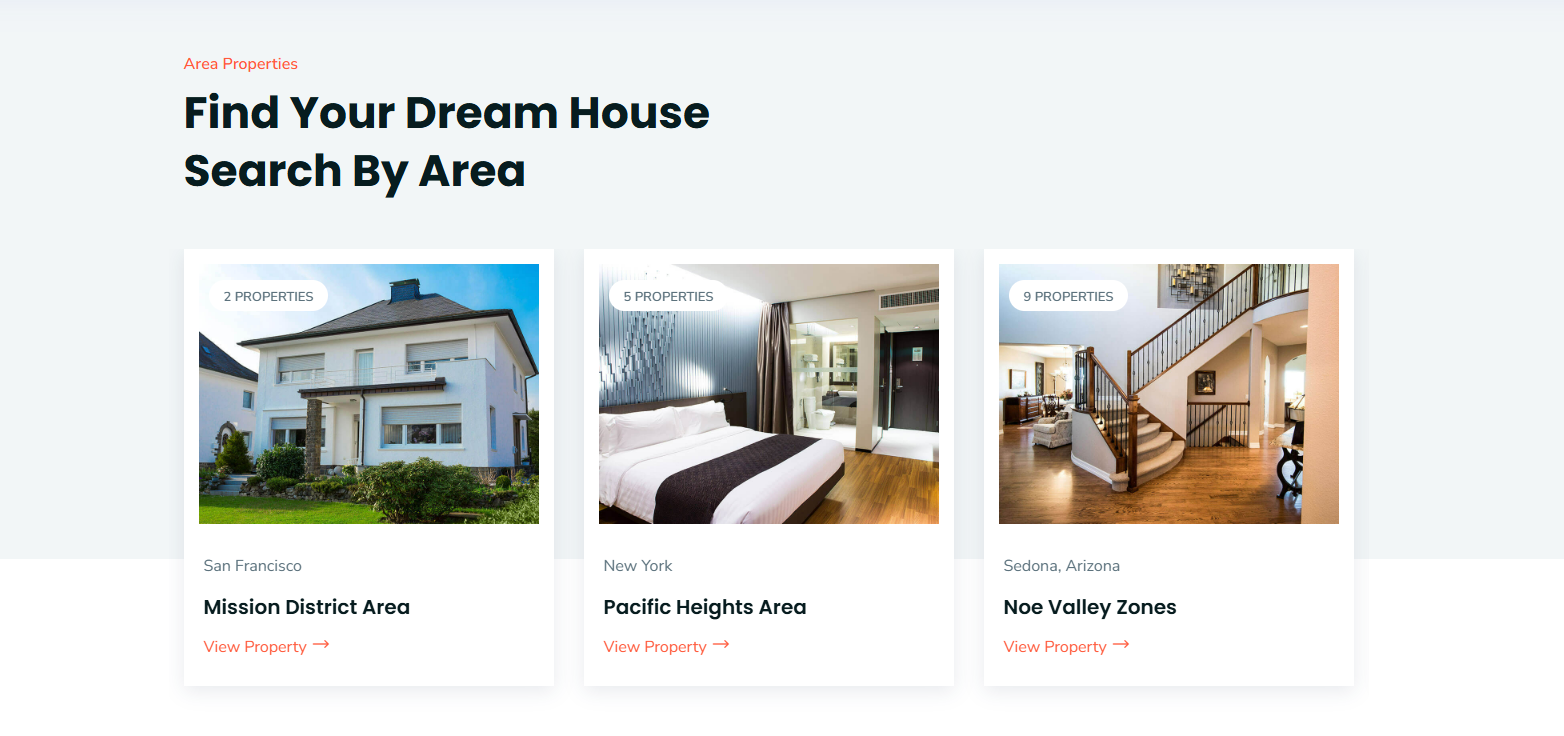 Area Properties
Find Your Dream House
Search By Area
2 PROPERTIES
5 PROPERTIES
9 PROPERTIES
San Francisco
Mission District Area
View Property →
New York
Pacific Heights Area
View Property →
Sedona, Arizona
Noe Valley Zones
View Property →